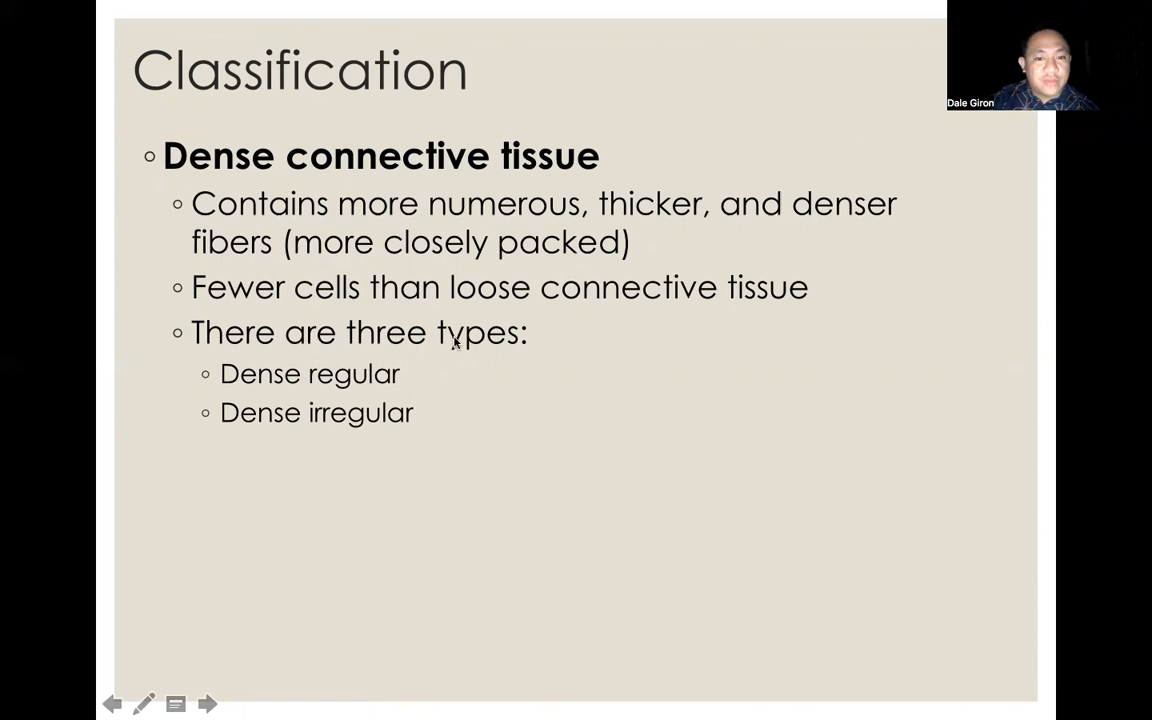 Classification
Dense connective tissue
Contains more numerous, thicker, and denser
fibers (more closely packed)
Fewer cells than loose connective tissue
There are three types:
Dense regular
Dense irregular
Dale Giron